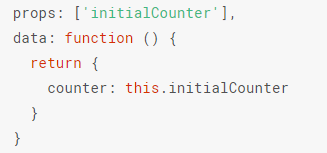 props: ['initialCounter'],
data: function () {
  return {
    counter: this.initialCounter
  }
}